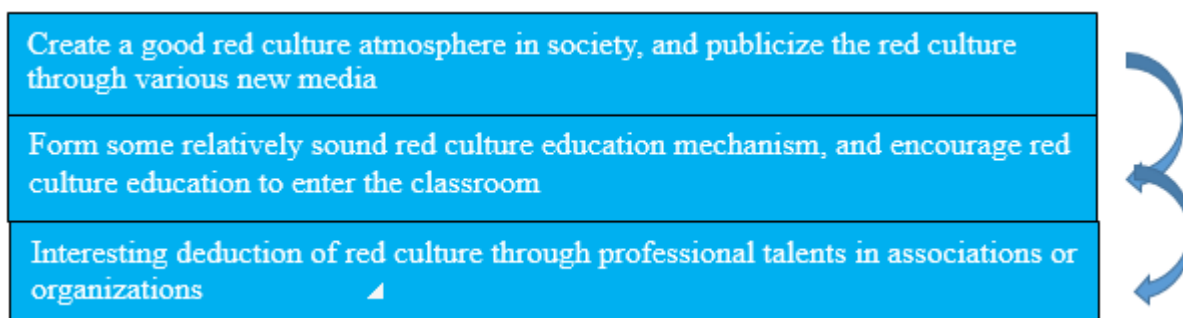 Create a good red culture atmosphere in society, and publicize the red culture
through various new media
Form some relatively sound red culture education mechanism, and encourage red
culture education to enter the classroom
Interesting deduction of red culture through professional talents in associations or
organizations